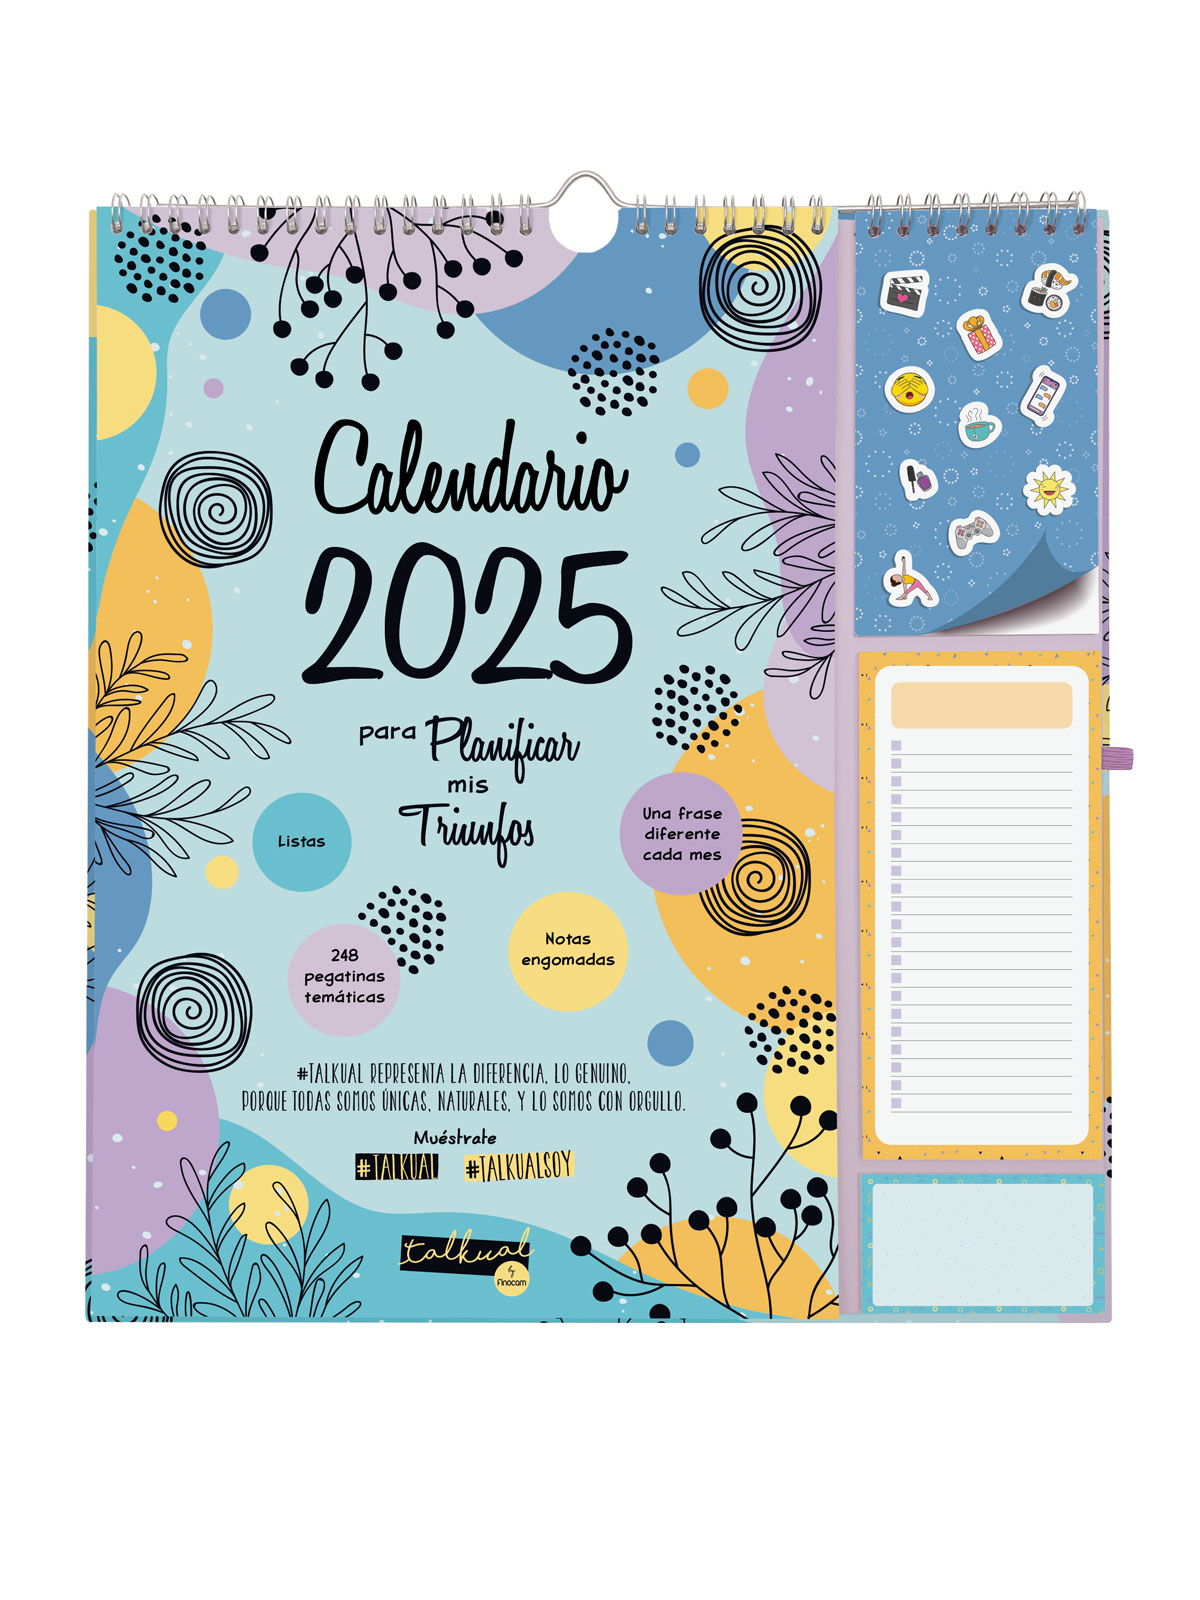 Calendario
2025
para Planificar
mis
Triunfos
Listas
Una frase
diferente
cada mes
248
pegatinas
temáticas
Notas
engomadas
#TALKUAL REPRESENTA LA DIFERENCIA, LO GENUINO,
PORQUE TODAS SOMOS ÚNICAS, NATURALES, Y LO SOMOS CON ORGULLO.
Muéstrate
#TALKUAL #TALKUALSOY
talkual
by
finocam